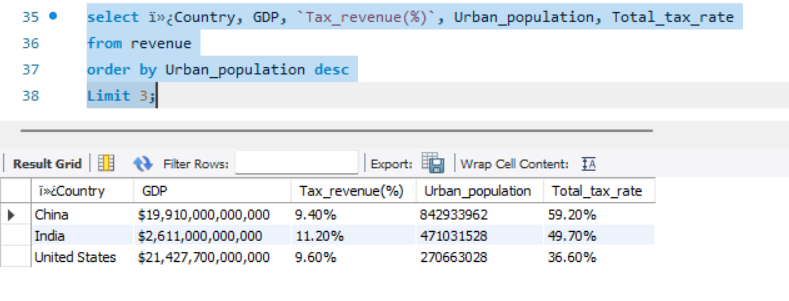 35 select ï»¿Country, GDP, `Tax_revenue(%)`, Urban_population, Total_tax_rate
36 from revenue
37 order by Urban_population desc
38 Limit 3;
Result Grid Filter Rows: Export: Wrap Cell Content: IA
ï»¿Country GDP Tax_revenue(%) Urban_population Total_tax_rate
China $19,910,000,000,000 9.40% 842933962 59.20%
India $2,611,000,000,000 11.20% 471031528 49.70%
United States $21,427,700,000,000 9.60% 270663028 36.60%